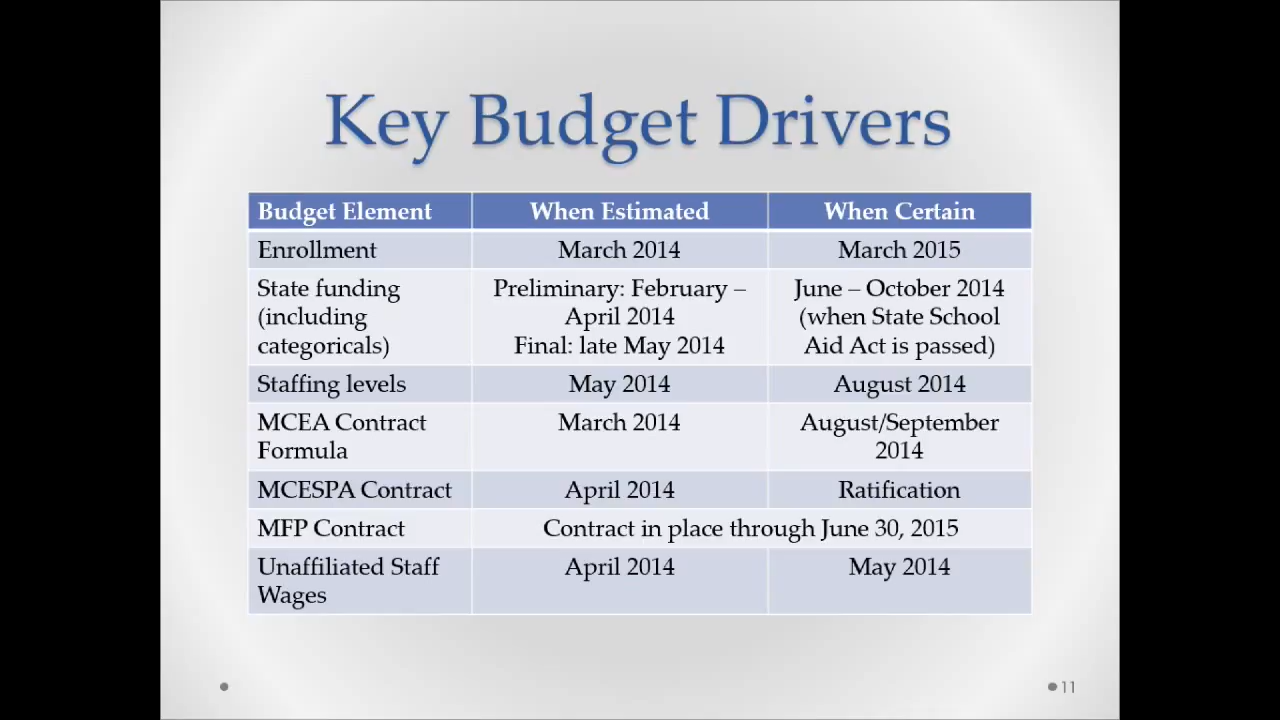 Key Budget Drivers
Budget Element When Estimated When Certain
Enrollment March 2014 March 2015
State funding Preliminary: February – June – October 2014
(including April 2014 (when State School
categoricals) Final: late May 2014 Aid Act is passed)
Staffing levels May 2014 August 2014
MCEA Contract March 2014 August/September
Formula 2014
MCESPA Contract April 2014 Ratification
MFP Contract Contract in place through June 30, 2015
Unaffiliated Staff April 2014 May 2014
Wages
11